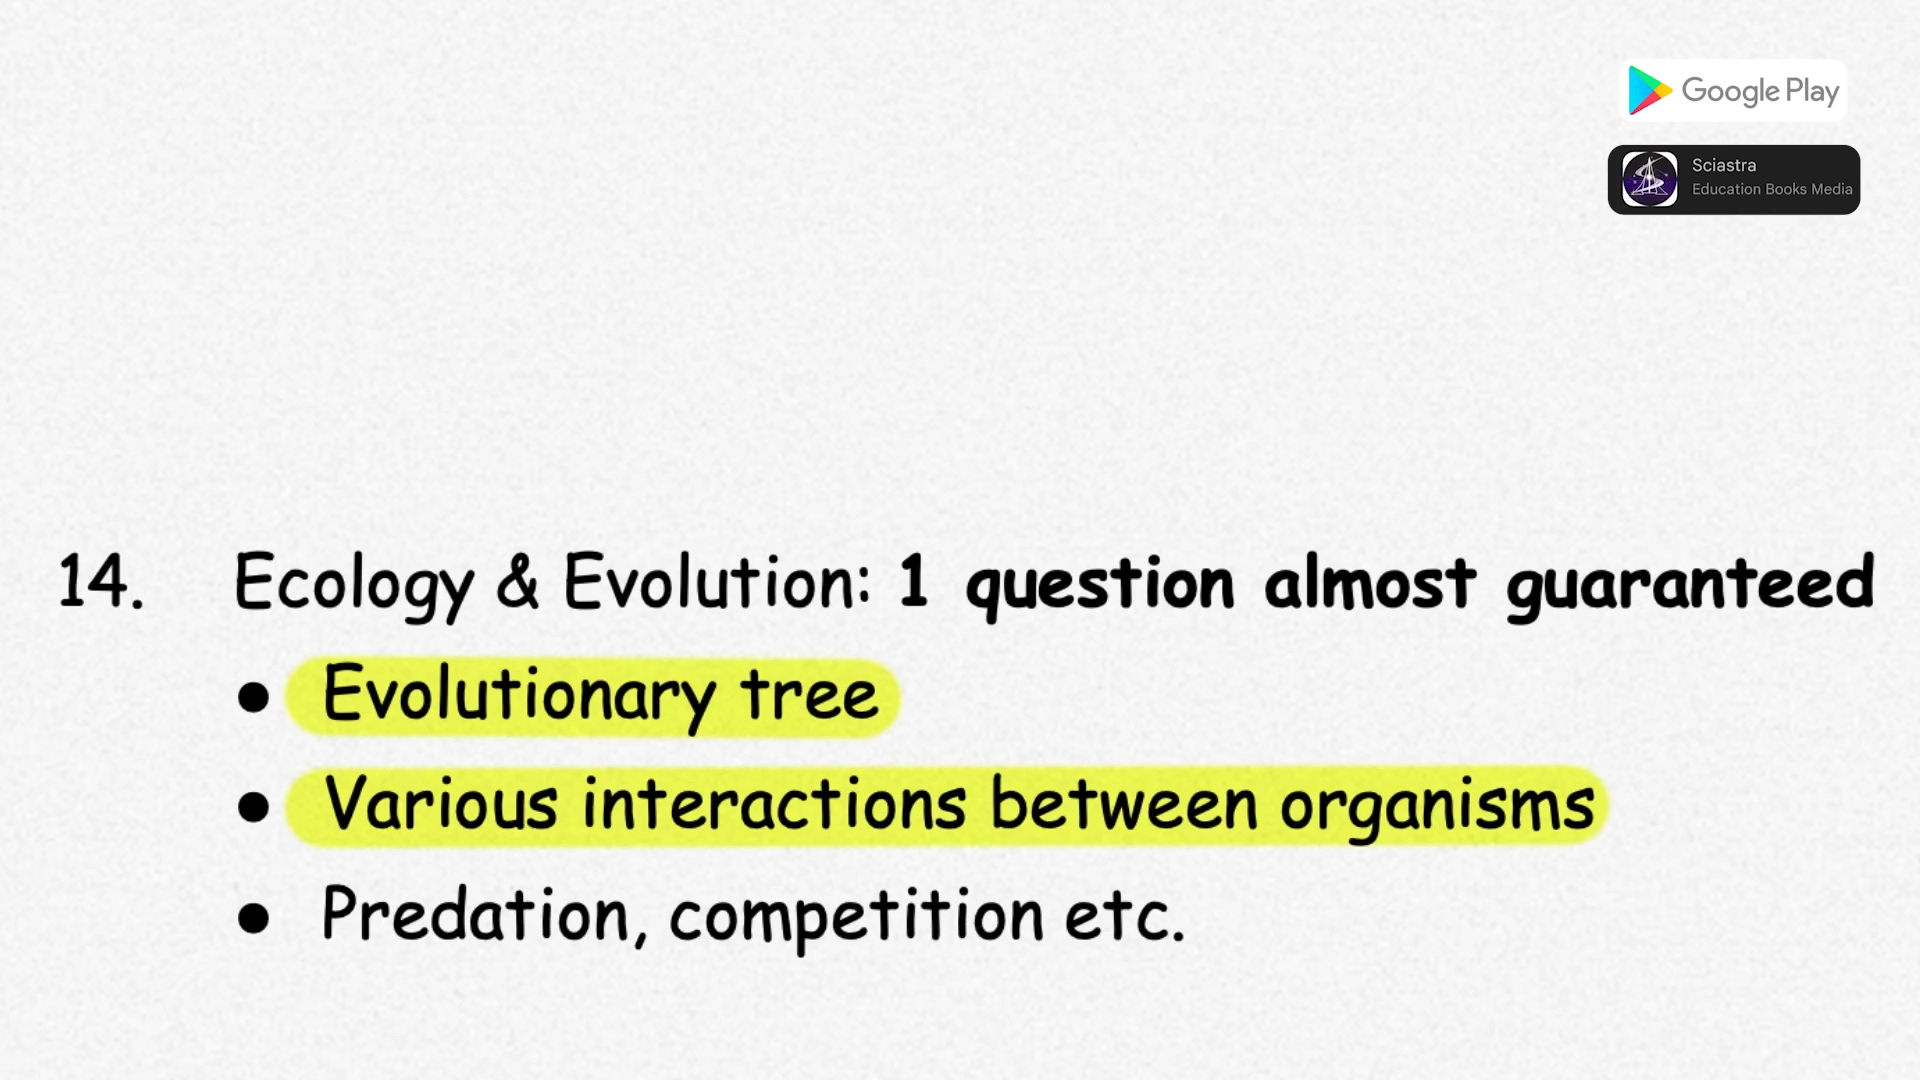 Google Play
Sciastra
Education Books Media
14. Ecology & Evolution: 1 question almost guaranteed
● Evolutionary tree
● Various interactions between organisms
● Predation, competition etc.